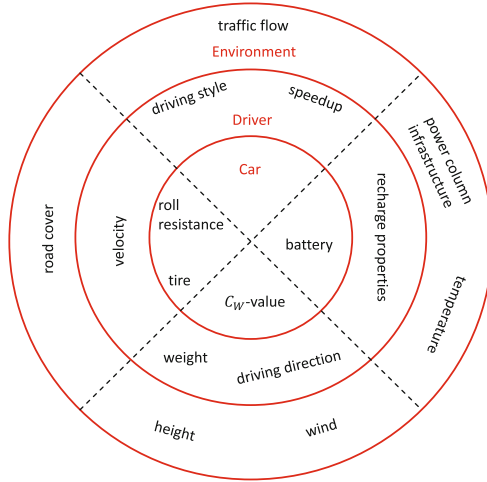 traffic flow
Environment
driving style
speedup
Driver
Car
power column
infrastructure
roll
resistance
road cover
velocity
battery
recharge properties
tire
C_W-value
temperature
weight
driving direction
height
wind